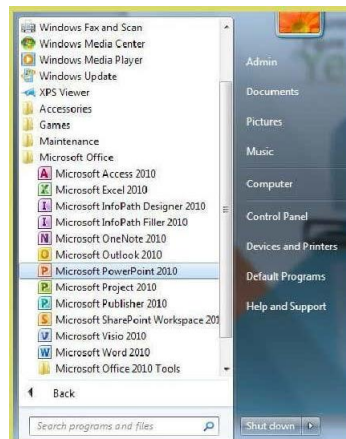 Windows Fax and Scan
Windows Media Center
Windows Media Player
Windows Update
XPS Viewer
Accessories
Games
Maintenance
Microsoft Office
Microsoft Access 2010
Microsoft Excel 2010
Microsoft InfoPath Designer 2010
Microsoft InfoPath Filler 2010
Microsoft OneNote 2010
Microsoft Outlook 2010
Microsoft PowerPoint 2010
Microsoft Project 2010
Microsoft Publisher 2010
Microsoft SharePoint Workspace 201
Microsoft Visio 2010
Microsoft Word 2010
Microsoft Office 2010 Tools
Back
Search programs and files
Admin
Documents
Pictures
Music
Computer
Control Panel
Devices and Printers
Default Programs
Help and Support
Shut down